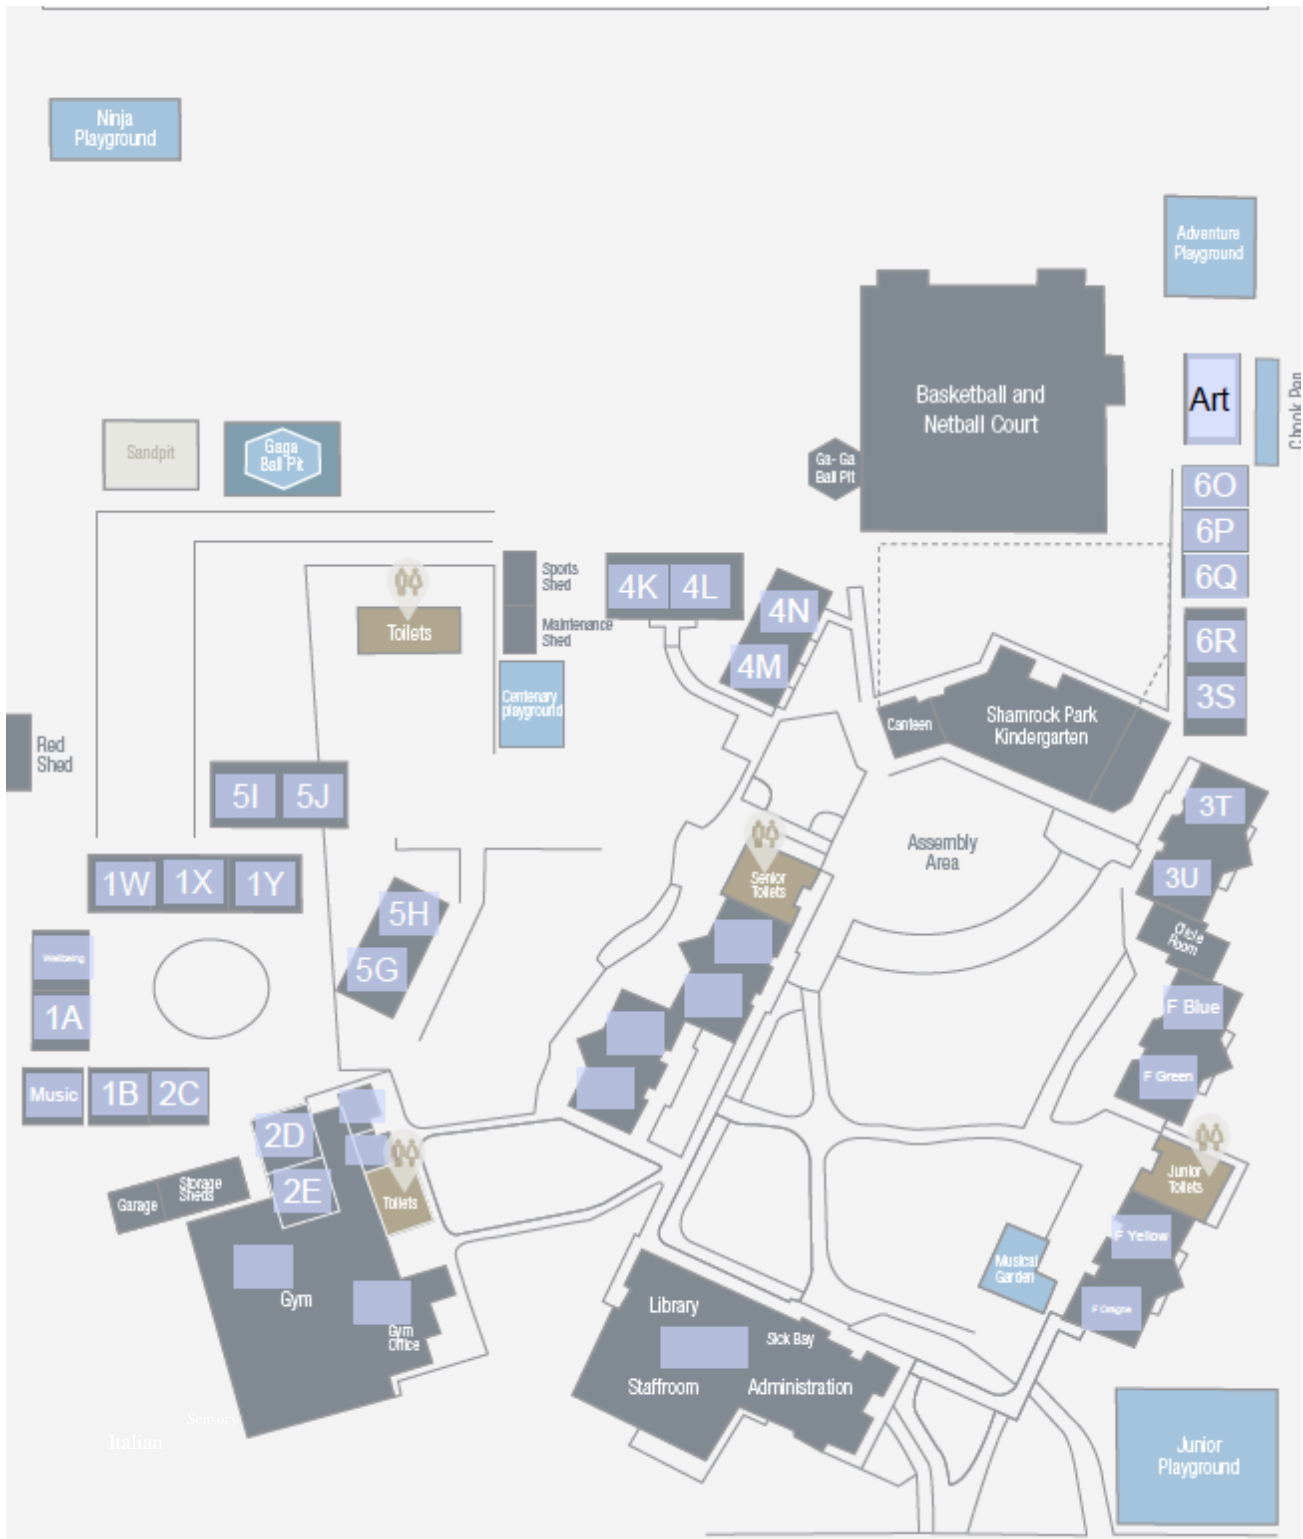 Ninja
Playground
Adventure
Playground
Basketball and
Netball Court
Art
Chook Pen
Sandpit
Gaga
Ball Pit
Ga- Ga
Ball Pit
6O
6P
6Q
Sports
Shed
4K
4L
4N
Toilets
Maintenance
Shed
6R
4M
3S
Centenary
playground
Canteen
Shamrock Park
Kindergarten
Red
Shed
5I
5J
3T
Assembly
Area
1W
1X
1Y
Senior
Toilets
3U
5H
Circle
Room
Wellbeing
5G
1A
F Blue
Music
1B
2C
F Green
2D
Storage
Sheds
Garage
2E
Toilets
Junior
Toilets
F Yellow
Musical
Garden
Gym
Library
F Orange
Gym
Office
Sick Bay
Staffroom
Administration
Sensory
Italian
Junior
Playground